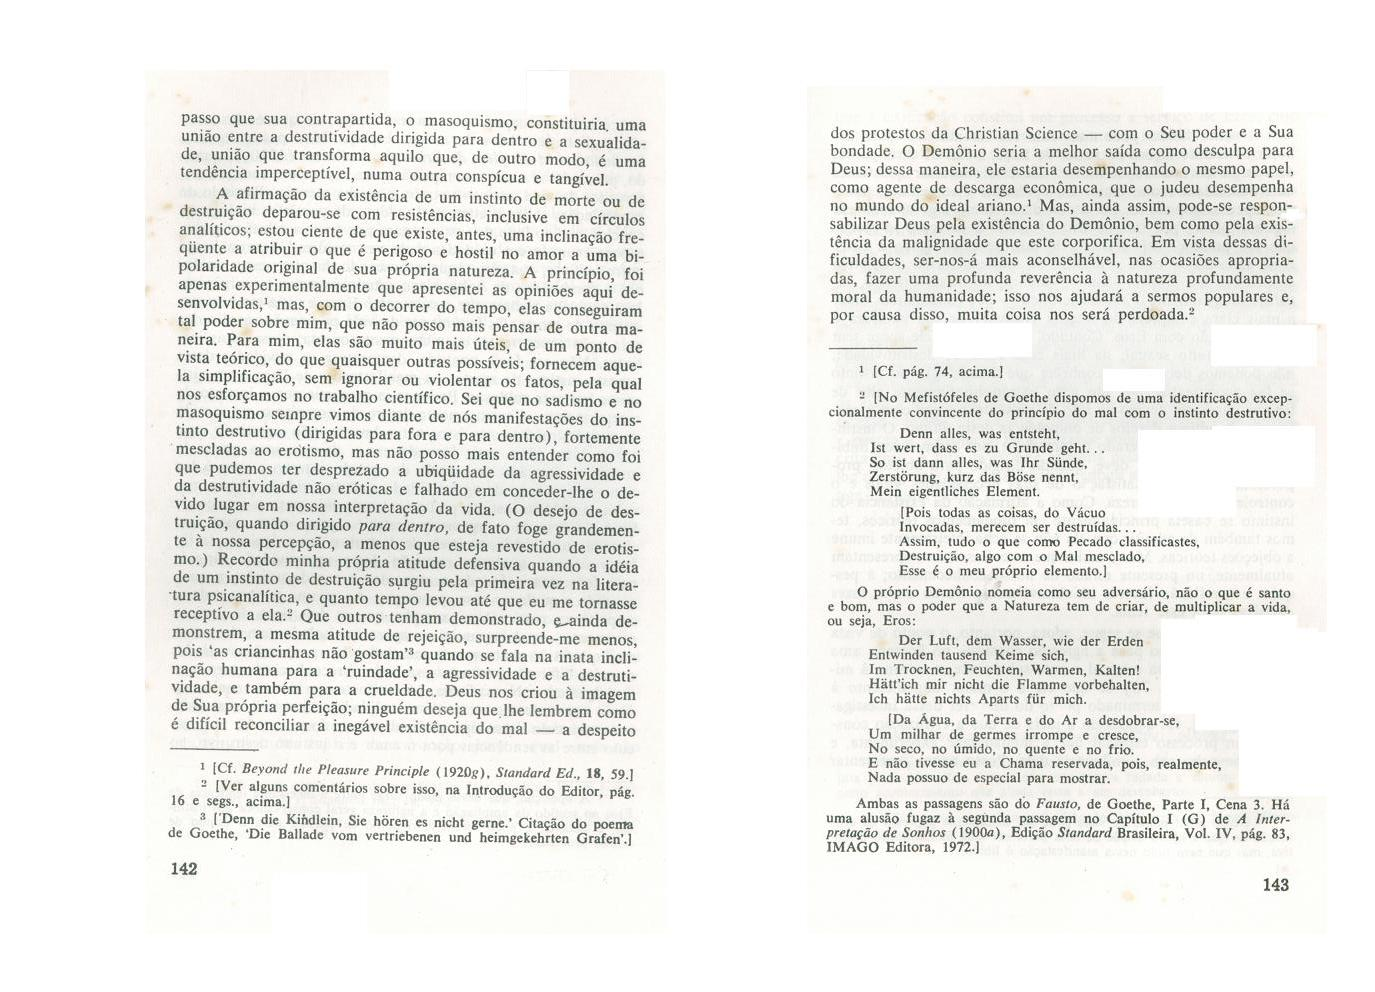 passo que sua contrapartida, o masoquismo, constituiria uma
união entre a destrutividade dirigida para dentro e a sexualida-
de, união que transforma aquilo que, de outro modo, é uma
tendência imperceptível, numa outra conspícua e tangível.
A afirmação da existência de um instinto de morte ou de
destruição deparou-se com resistências, inclusive em círculos
analíticos; estou ciente de que existe, antes, uma inclinação fre-
qüente a atribuir o que é perigoso e hostil no amor a uma bi-
polaridade original de sua própria natureza. A princípio, foi
apenas experimentalmente que apresentei as opiniões aqui de-
senvolvidas,¹ mas, com o decorrer do tempo, elas conseguiram
tal poder sobre mim, que não posso mais pensar de outra ma-
neira. Para mim, elas são muito mais úteis, de um ponto de
vista teórico, do que quaisquer outras possíveis; fornecem aque-
la simplificação, sem ignorar ou violentar os fatos, pela qual
nos esforçamos no trabalho científico. Sei que no sadismo e no
masoquismo sempre vimos diante de nós manifestações do ins-
tinto destrutivo (dirigidas para fora e para dentro), fortemente
mescladas ao erotismo, mas não posso mais entender como foi
que pudemos ter desprezado a ubiqüidade da agressividade e
da destrutividade não eróticas e falhado em conceder-lhe o de-
vido lugar em nossa interpretação da vida. (O desejo de des-
truição, quando dirigido para dentro, de fato foge grandemen-
te à nossa percepção, a menos que esteja revestido de erotis-
mo.) Recordo minha própria atitude defensiva quando a idéia
de um instinto de destruição surgiu pela primeira vez na litera-
tura psicanalítica, e quanto tempo levou até que eu me tornasse
receptivo a ela.² Que outros tenham demonstrado, e ainda de-
monstrem, a mesma atitude de rejeição, surpreende-me menos,
pois 'as criancinhas não gostam'³ quando se fala na inata incli-
nação humana para a 'ruindade', a agressividade e a destruti-
vidade, e também para a crueldade. Deus nos criou à imagem
de Sua própria perfeição; ninguém deseja que lhe lembrem como
é difícil reconciliar a inegável existência do mal — a despeito
¹ [Cf. Beyond the Pleasure Principle (1920g), Standard Ed., 18, 59.]
² [Ver alguns comentários sobre isso, na Introdução do Editor, pág.
16 e segs., acima.]
³ ['Denn die Kindlein, Sie hören es nicht gerne.' Citação do poema
de Goethe, 'Die Ballade vom vertriebenen und heimgekehrten Grafen'.]
142
dos protestos da Christian Science — com o Seu poder e a Sua
bondade. O Demônio seria a melhor saída como desculpa para
Deus; dessa maneira, ele estaria desempenhando o mesmo papel,
como agente de descarga econômica, que o judeu desempenha
no mundo do ideal ariano.¹ Mas, ainda assim, pode-se respon-
sabilizar Deus pela existência do Demônio, bem como pela exis-
tência da malignidade que este corporifica. Em vista dessas di-
ficuldades, ser-nos-á mais aconselhável, nas ocasiões apropria-
das, fazer uma profunda reverência à natureza profundamente
moral da humanidade; isso nos ajudará a sermos populares e,
por causa disso, muita coisa nos será perdoada.²
¹ [Cf. pág. 74, acima.]
² [No Mefistófeles de Goethe dispomos de uma identificação excep-
cionalmente convincente do princípio do mal com o instinto destrutivo:
Denn alles, was entsteht,
Ist wert, dass es zu Grunde geht...
So ist dann alles, was Ihr Sünde,
Zerstörung, kurz das Böse nennt,
Mein eigentliches Element.
[Pois todas as coisas, do Vácuo
Invocadas, merecem ser destruídas...
Assim, tudo o que como Pecado classificastes,
Destruição, algo com o Mal mesclado,
Esse é o meu próprio elemento.]
O próprio Demônio nomeia como seu adversário, não o que é santo
e bom, mas o poder que a Natureza tem de criar, de multiplicar a vida,
ou seja, Eros:
Der Luft, dem Wasser, wie der Erden
Entwinden tausend Keime sich,
Im Trocknen, Feuchten, Warmen, Kalten!
Hätt'ich mir nicht die Flamme vorbehalten,
Ich hätte nichts Aparts für mich.
[Da Água, da Terra e do Ar a desdobrar-se,
Um milhar de germes irrompe e cresce,
No seco, no úmido, no quente e no frio.
E não tivesse eu a Chama reservada, pois, realmente,
Nada possuo de especial para mostrar.
Ambas as passagens são do Fausto, de Goethe, Parte I, Cena 3. Há
uma alusão fugaz à segunda passagem no Capítulo I (G) de A Inter-
pretação de Sonhos (1900a), Edição Standard Brasileira, Vol. IV, pág. 83,
IMAGO Editora, 1972.]
143